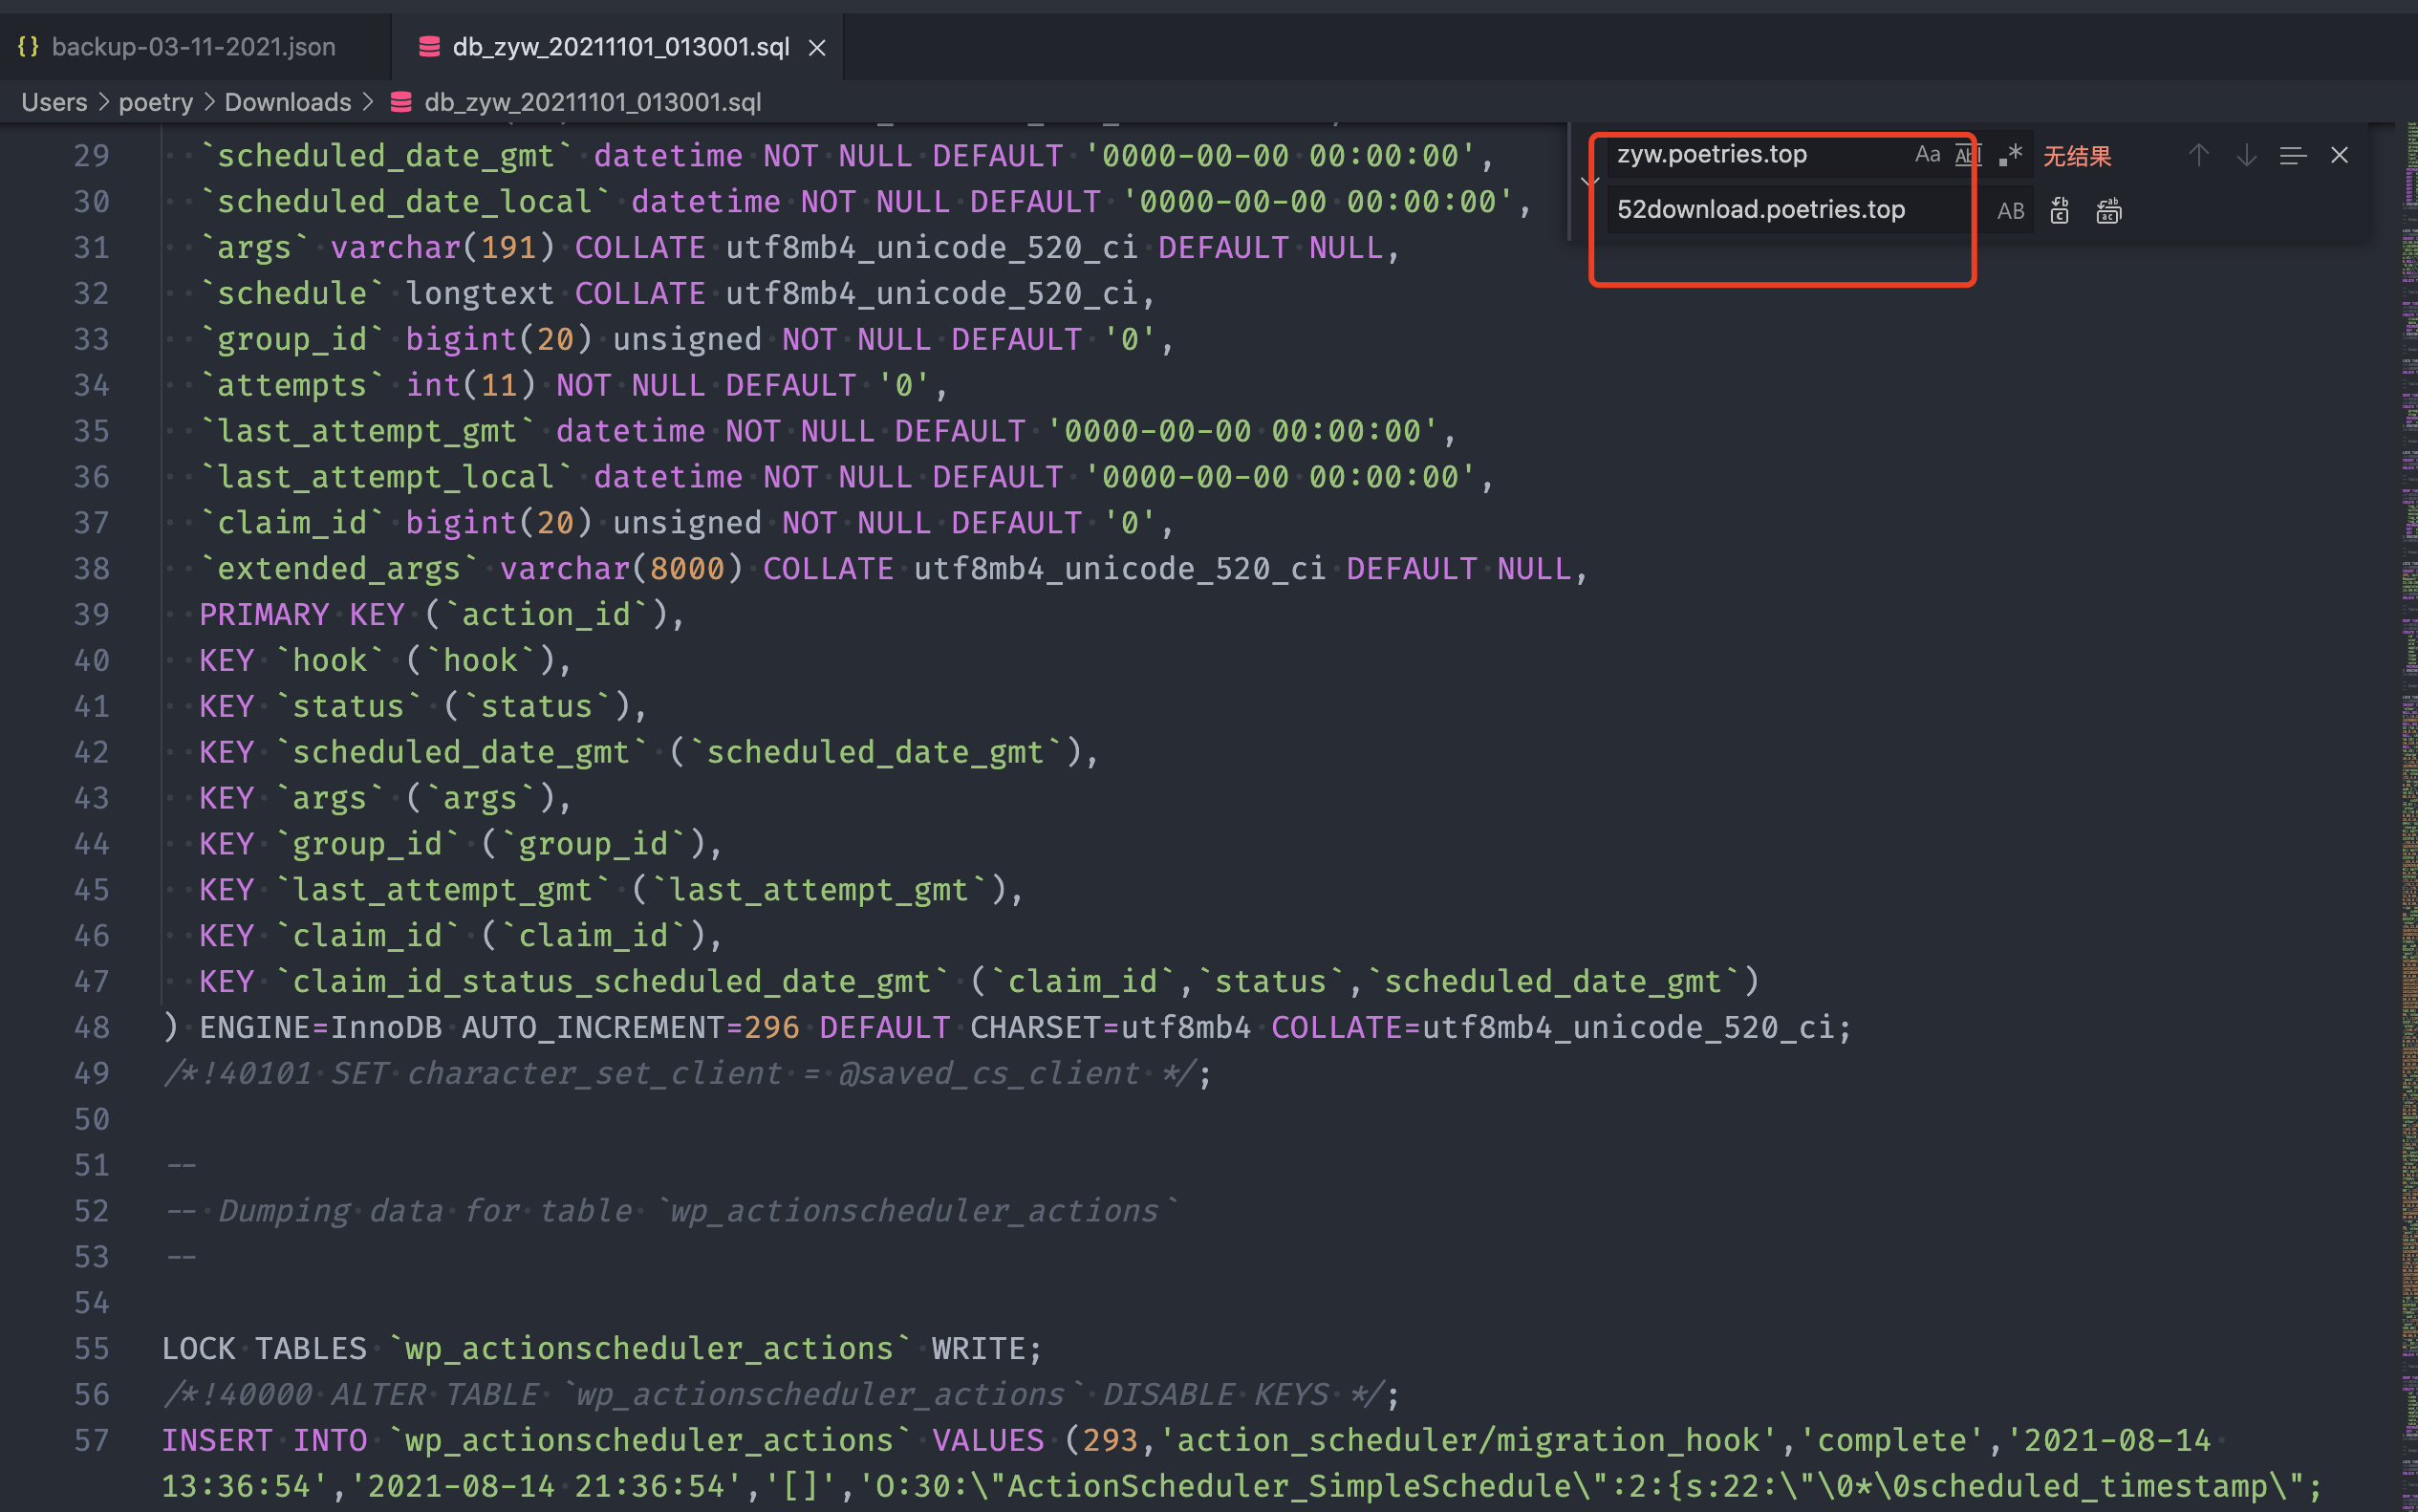 backup-03-11-2021.json
db_zyw_20211101_013001.sql
Users > poetry > Downloads > db_zyw_20211101_013001.sql
zyw.poetries.top
Aa
Ab
.*
无结果
52download.poetries.top
AB
29 `scheduled_date_gmt` datetime NOT NULL DEFAULT '0000-00-00 00:00:00',
30 `scheduled_date_local` datetime NOT NULL DEFAULT '0000-00-00 00:00:00',
31 `args` varchar(191) COLLATE utf8mb4_unicode_520_ci DEFAULT NULL,
32 `schedule` longtext COLLATE utf8mb4_unicode_520_ci,
33 `group_id` bigint(20) unsigned NOT NULL DEFAULT '0',
34 `attempts` int(11) NOT NULL DEFAULT '0',
35 `last_attempt_gmt` datetime NOT NULL DEFAULT '0000-00-00 00:00:00',
36 `last_attempt_local` datetime NOT NULL DEFAULT '0000-00-00 00:00:00',
37 `claim_id` bigint(20) unsigned NOT NULL DEFAULT '0',
38 `extended_args` varchar(8000) COLLATE utf8mb4_unicode_520_ci DEFAULT NULL,
39 PRIMARY KEY (`action_id`),
40 KEY `hook` (`hook`),
41 KEY `status` (`status`),
42 KEY `scheduled_date_gmt` (`scheduled_date_gmt`),
43 KEY `args` (`args`),
44 KEY `group_id` (`group_id`),
45 KEY `last_attempt_gmt` (`last_attempt_gmt`),
46 KEY `claim_id` (`claim_id`),
47 KEY `claim_id_status_scheduled_date_gmt` (`claim_id`,`status`,`scheduled_date_gmt`)
48 ) ENGINE=InnoDB AUTO_INCREMENT=296 DEFAULT CHARSET=utf8mb4 COLLATE=utf8mb4_unicode_520_ci;
49 /*!40101 SET character_set_client = @saved_cs_client */;
50
51 --
52 -- Dumping data for table `wp_actionscheduler_actions`
53 --
54
55 LOCK TABLES `wp_actionscheduler_actions` WRITE;
56 /*!40000 ALTER TABLE `wp_actionscheduler_actions` DISABLE KEYS */;
57 INSERT INTO `wp_actionscheduler_actions` VALUES (293,'action_scheduler/migration_hook','complete','2021-08-14
13:36:54','2021-08-14 21:36:54','[]','O:30:\"ActionScheduler_SimpleSchedule\":2:{s:22:\"\0*\0scheduled_timestamp\";